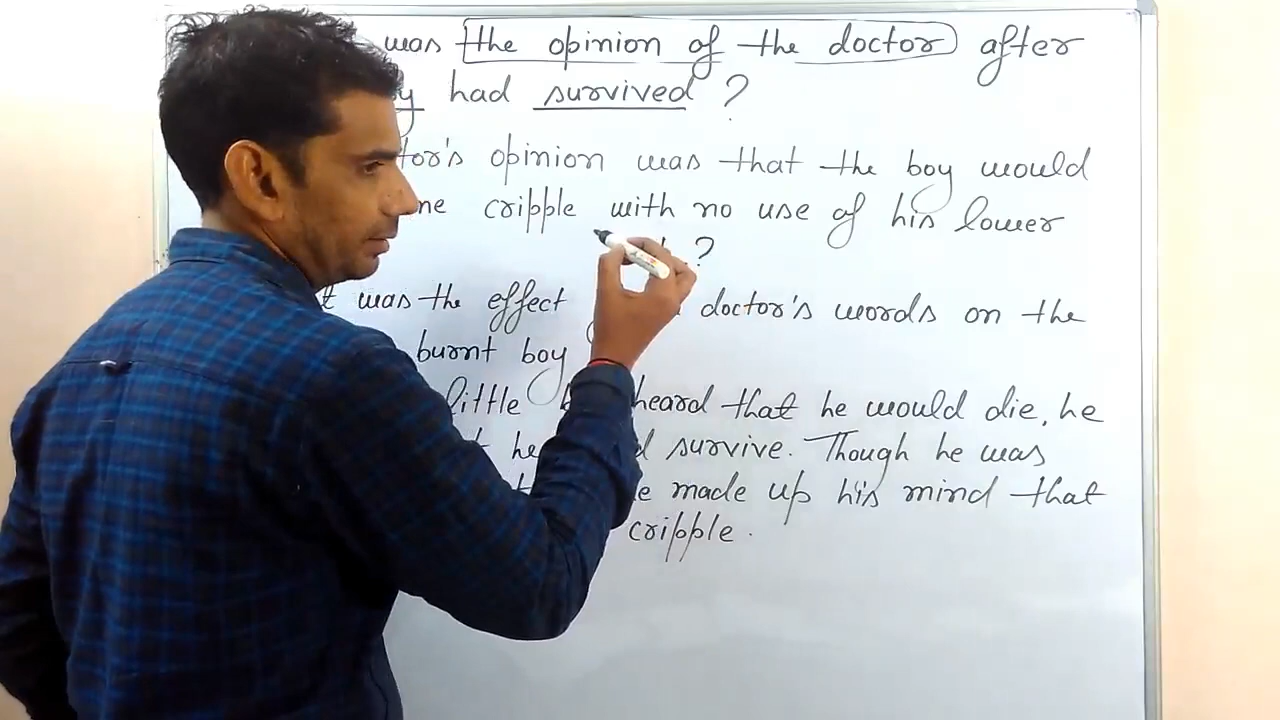 was the opinion of the doctor after
had survived ?
opinion was that the boy would
cripple with no use of his lower
?
was the effect doctor's words on the
burnt boy
little heard that he would die, he
he survive. Though he was
made up his mind that
cripple.